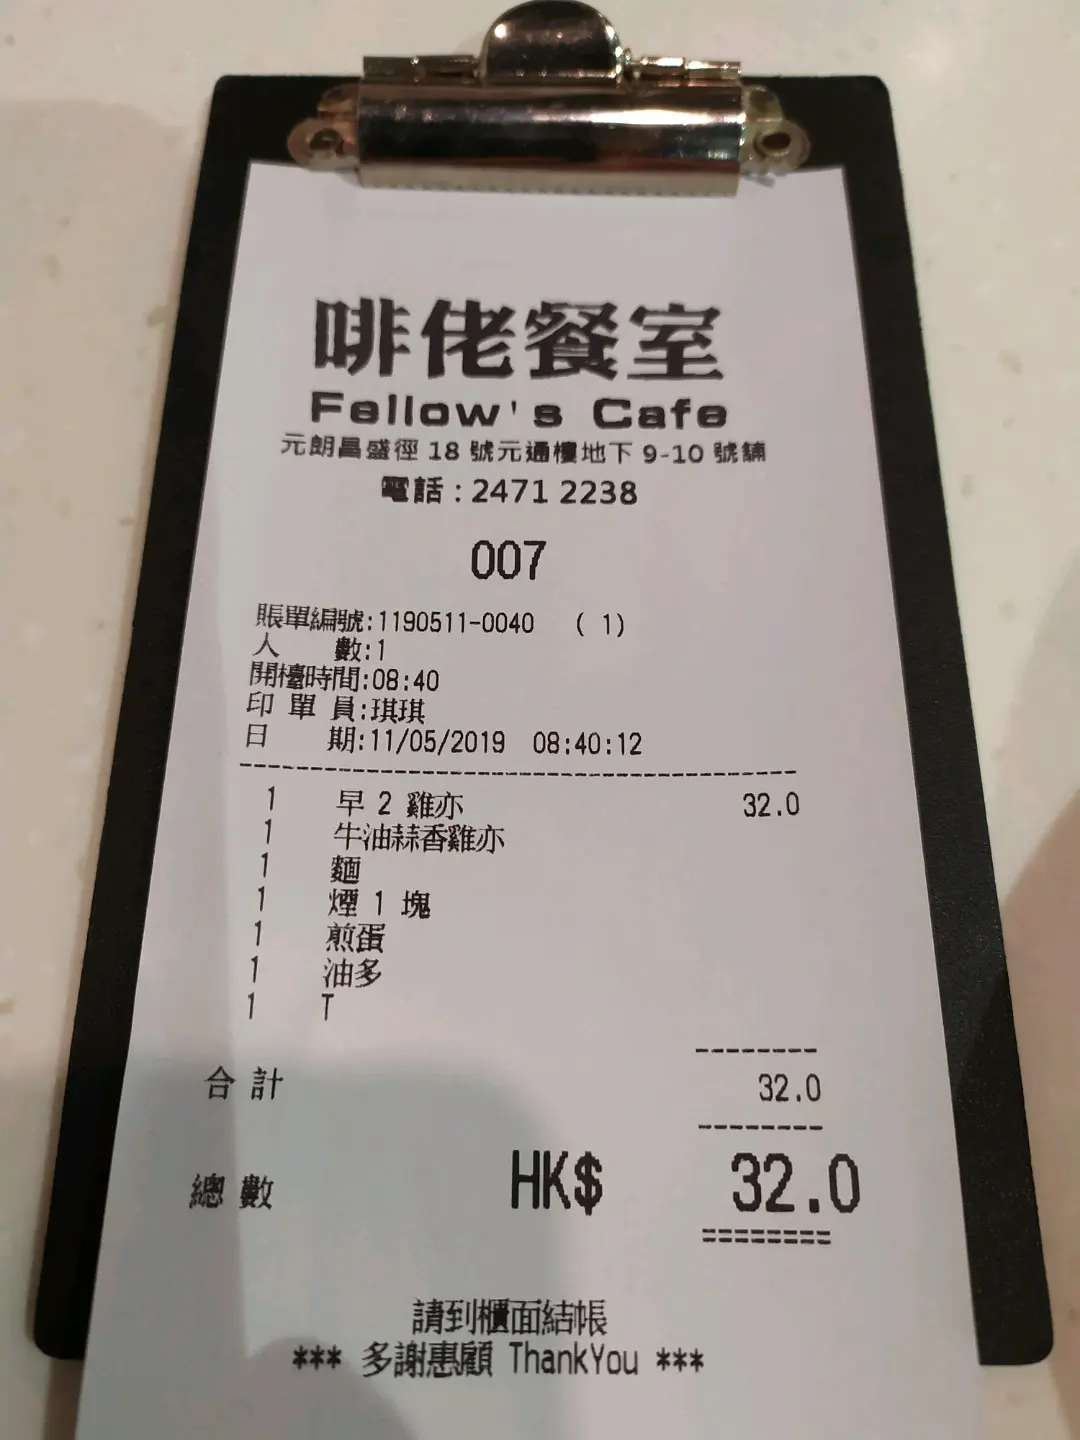 啡佬餐室
Fellow's Cafe
元朗昌盛徑 18 號元通樓地下 9-10 號舖
電話 : 2471 2238
007
賬單編號:1190511-0040 ( 1)
人 數:1
開檯時間:08:40
印 單 員:琪琪
日 期:11/05/2019 08:40:12
1 早 2 雞亦 32.0
1 牛油蒜香雞亦
1 麵
1 煙 1 塊
1 煎蛋
1 油多
1 T
合 計 32.0
總 數 HK$ 32.0
請到櫃面結帳
*** 多謝惠顧 ThankYou ***